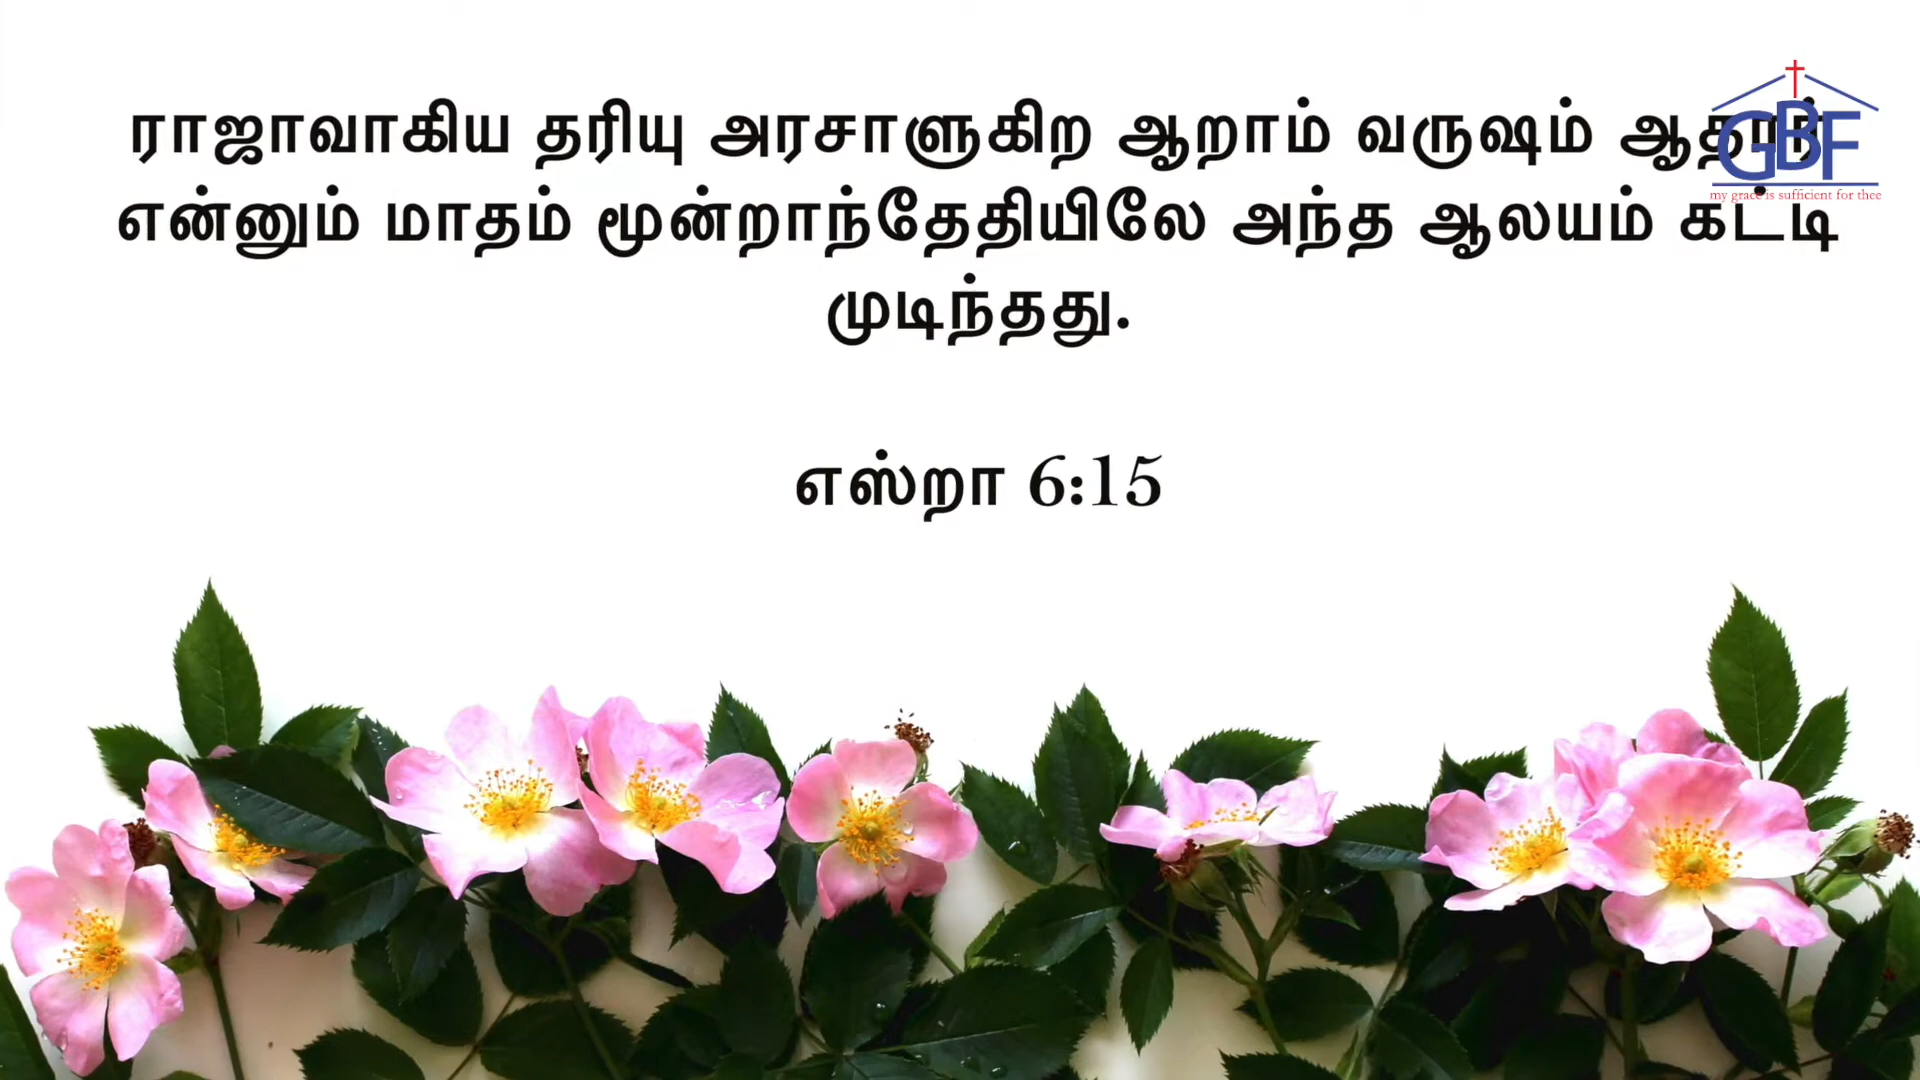 ராஜாவாகிய தரியு அரசாளுகிற ஆறாம் வருஷம் ஆதார்
என்னும் மாதம் மூன்றாந்தேதியிலே அந்த ஆலயம் கட்டி
முடிந்தது.
எஸ்றா 6:15
GBF
my grace is sufficient for thee